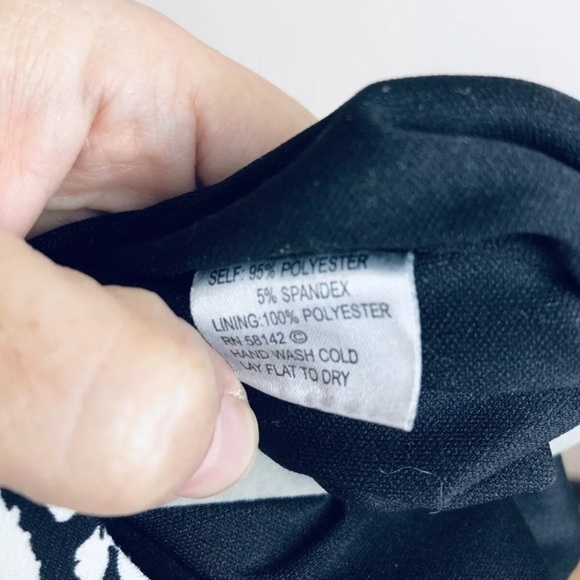 SELF: 95% POLYESTER
5% SPANDEX
LINING:100% POLYESTER
RN 58142 ©
HAND WASH COLD
LAY FLAT TO DRY